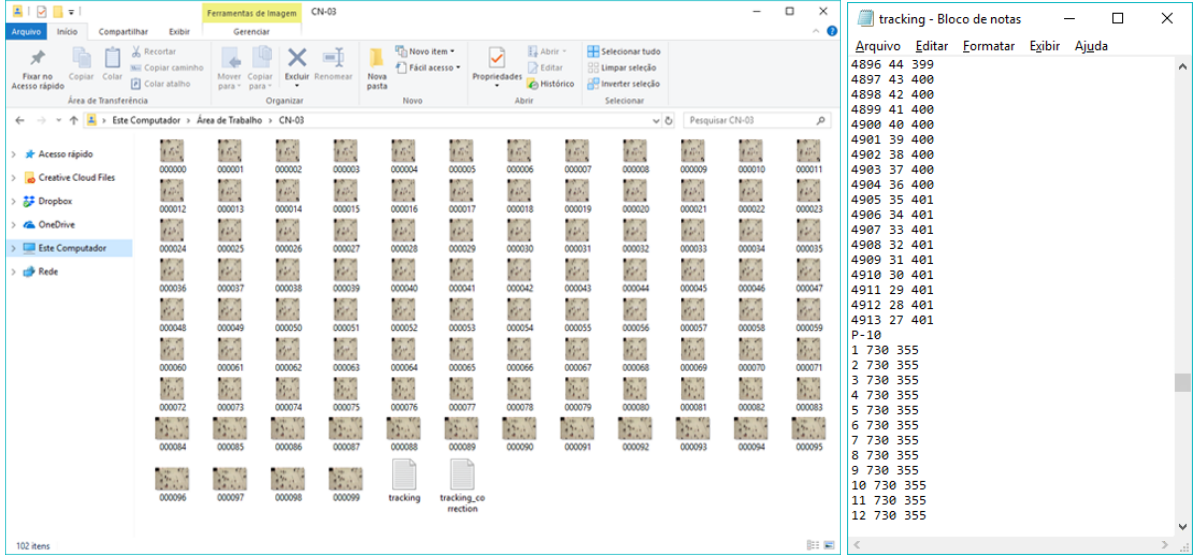 Ferramentas de Imagem CN-03
Arquivo Início Compartilhar Exibir Gerenciar
Fixar no Acesso rápido
Copiar
Colar
Recortar
Copiar caminho
Colar atalho
Área de Transferência
Mover para
Copiar para
Excluir
Renomear
Organizar
Nova pasta
Novo item
Fácil acesso
Novo
Propriedades
Abrir
Editar
Histórico
Abrir
Selecionar tudo
Limpar seleção
Inverter seleção
Selecionar
Este Computador > Área de Trabalho > CN-03
Pesquisar CN-03
Acesso rápido
Creative Cloud Files
Dropbox
OneDrive
Este Computador
Rede
000000 000001 000002 000003 000004 000005 000006 000007 000008 000009 000010 000011
000012 000013 000014 000015 000016 000017 000018 000019 000020 000021 000022 000023
000024 000025 000026 000027 000028 000029 000030 000031 000032 000033 000034 000035
000036 000037 000038 000039 000040 000041 000042 000043 000044 000045 000046 000047
000048 000049 000050 000051 000052 000053 000054 000055 000056 000057 000058 000059
000060 000061 000062 000063 000064 000065 000066 000067 000068 000069 000070 000071
000072 000073 000074 000075 000076 000077 000078 000079 000080 000081 000082 000083
000084 000085 000086 000087 000088 000089 000090 000091 000092 000093 000094 000095
000096 000097 000098 000099 tracking tracking_co
rrection
102 itens
tracking - Bloco de notas
Arquivo Editar Formatar Exibir Ajuda
4896 44 399
4897 43 400
4898 42 400
4899 41 400
4900 40 400
4901 39 400
4902 38 400
4903 37 400
4904 36 400
4905 35 401
4906 34 401
4907 33 401
4908 32 401
4909 31 401
4910 30 401
4911 29 401
4912 28 401
4913 27 401
P-10
1 730 355
2 730 355
3 730 355
4 730 355
5 730 355
6 730 355
7 730 355
8 730 355
9 730 355
10 730 355
11 730 355
12 730 355